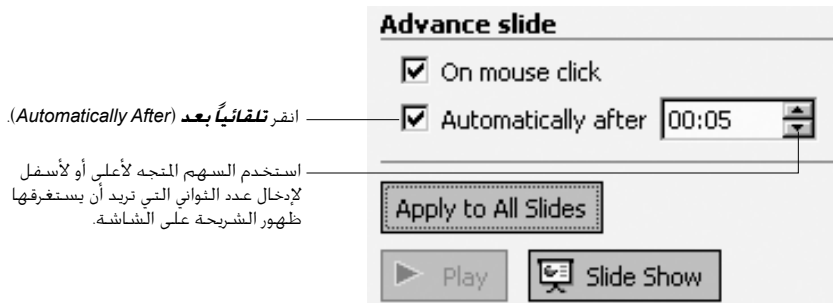 Advance slide
On mouse click
انقر تلقائياً بعد (Automatically After).
Automatically after 00:05
استخدم السهم المتجه لأعلى أو لأسفل
لإدخال عدد الثواني التي تريد أن يستغرقها
ظهور الشريحة على الشاشة.
Apply to All Slides
Play
Slide Show